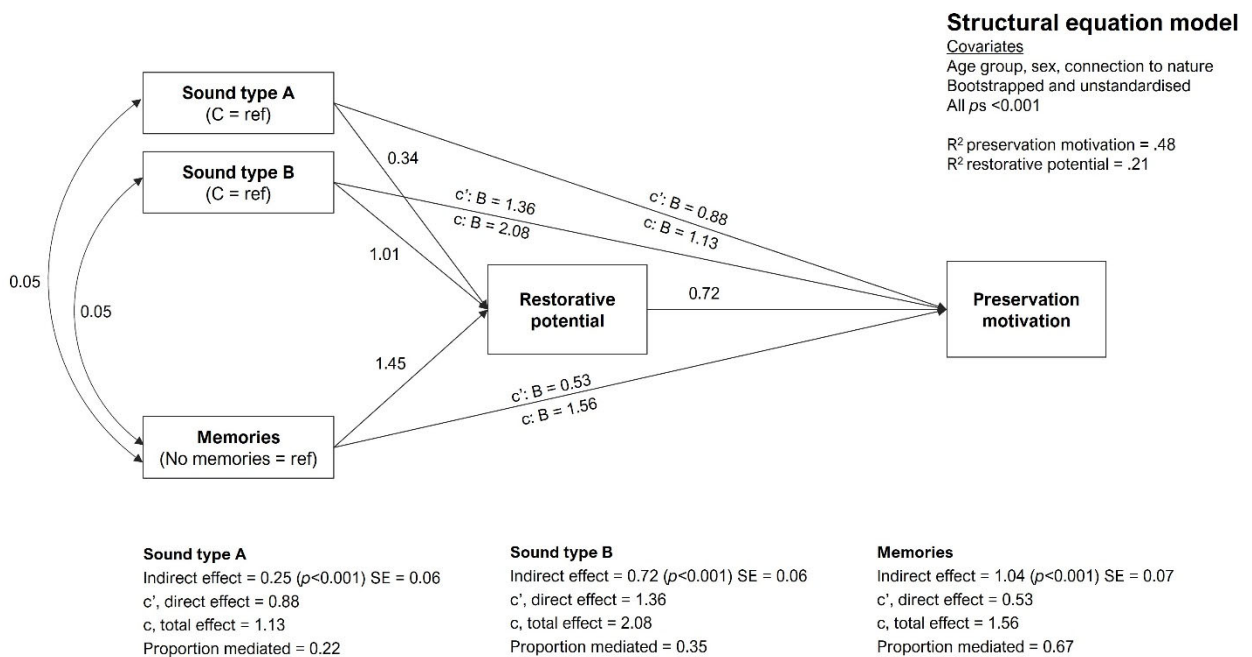 Structural equation model
Covariates
Age group, sex, connection to nature
Bootstrapped and unstandardised
All ps <0.001
R² preservation motivation = .48
R² restorative potential = .21
Sound type A
(C = ref)
Sound type B
(C = ref)
0.34
c': B = 0.88
c: B = 1.13
c': B = 1.36
c: B = 2.08
1.01
0.05
0.05
Restorative
potential
0.72
Preservation
motivation
1.45
c': B = 0.53
c: B = 1.56
Memories
(No memories = ref)
Sound type A
Indirect effect = 0.25 (p<0.001) SE = 0.06
c', direct effect = 0.88
c, total effect = 1.13
Proportion mediated = 0.22
Sound type B
Indirect effect = 0.72 (p<0.001) SE = 0.06
c', direct effect = 1.36
c, total effect = 2.08
Proportion mediated = 0.35
Memories
Indirect effect = 1.04 (p<0.001) SE = 0.07
c', direct effect = 0.53
c, total effect = 1.56
Proportion mediated = 0.67